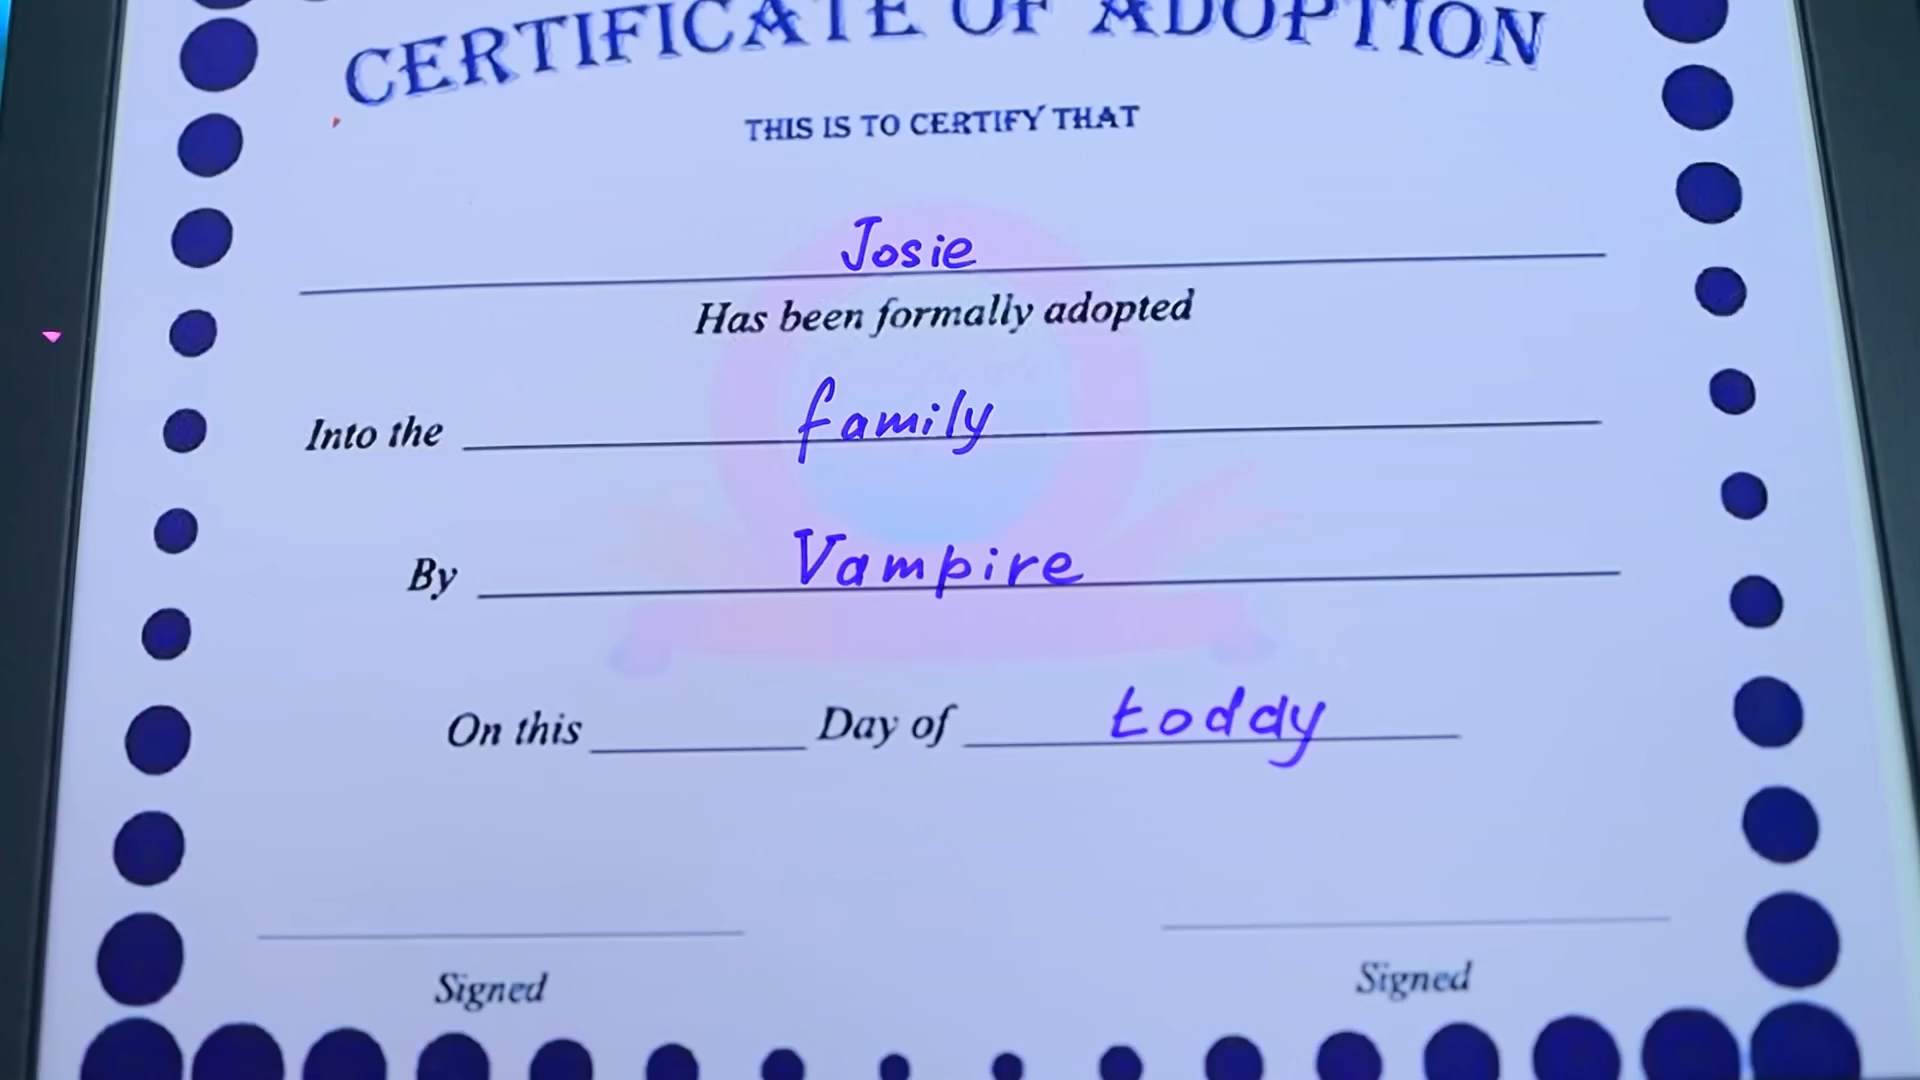 CERTIFICATE OF ADOPTION
THIS IS TO CERTIFY THAT
Josie
Has been formally adopted
Into the family
By Vampire
On this Day of toddy
Signed Signed